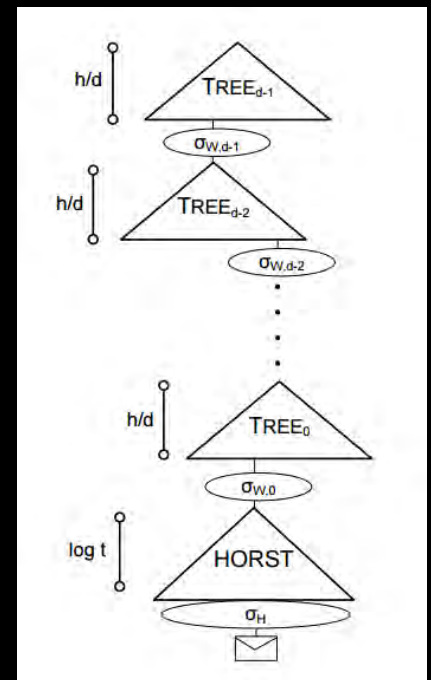 h/d
TREEd-1
σW,d-1
h/d
TREEd-2
σW,d-2
h/d
TREE0
σW,0
log t
HORST
σH